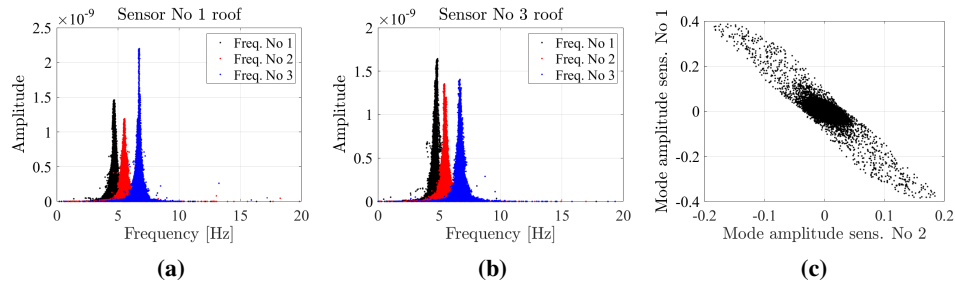 ×10⁻⁹ Sensor No 1 roof
2.5
2
1.5
1
0.5
0
Amplitude
Freq. No 1
Freq. No 2
Freq. No 3
0 5 10 15 20
Frequency [Hz]
(a)
×10⁻⁹ Sensor No 3 roof
2
1.5
1
0.5
0
Amplitude
Freq. No 1
Freq. No 2
Freq. No 3
0 5 10 15 20
Frequency [Hz]
(b)
Mode amplitude sens. No 1
0.4
0.2
0
-0.2
-0.4
-0.2 -0.1 0 0.1 0.2
Mode amplitude sens. No 2
(c)